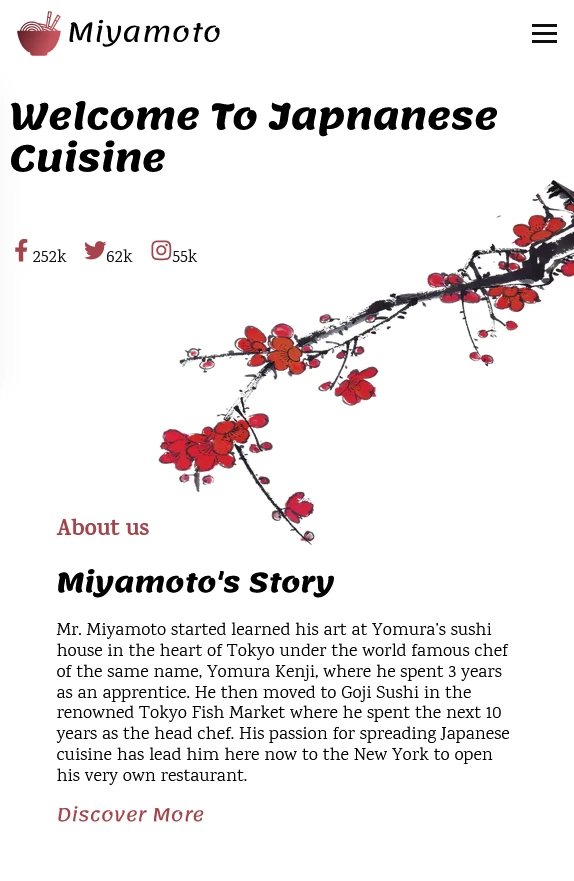 Miyamoto
Welcome To Japnanese
Cuisine
252k 62k 55k
About us
Miyamoto's Story
Mr. Miyamoto started learned his art at Yomura's sushi
house in the heart of Tokyo under the world famous chef
of the same name, Yomura Kenji, where he spent 3 years
as an apprentice. He then moved to Goji Sushi in the
renowned Tokyo Fish Market where he spent the next 10
years as the head chef. His passion for spreading Japanese
cuisine has lead him here now to the New York to open
his very own restaurant.
Discover More